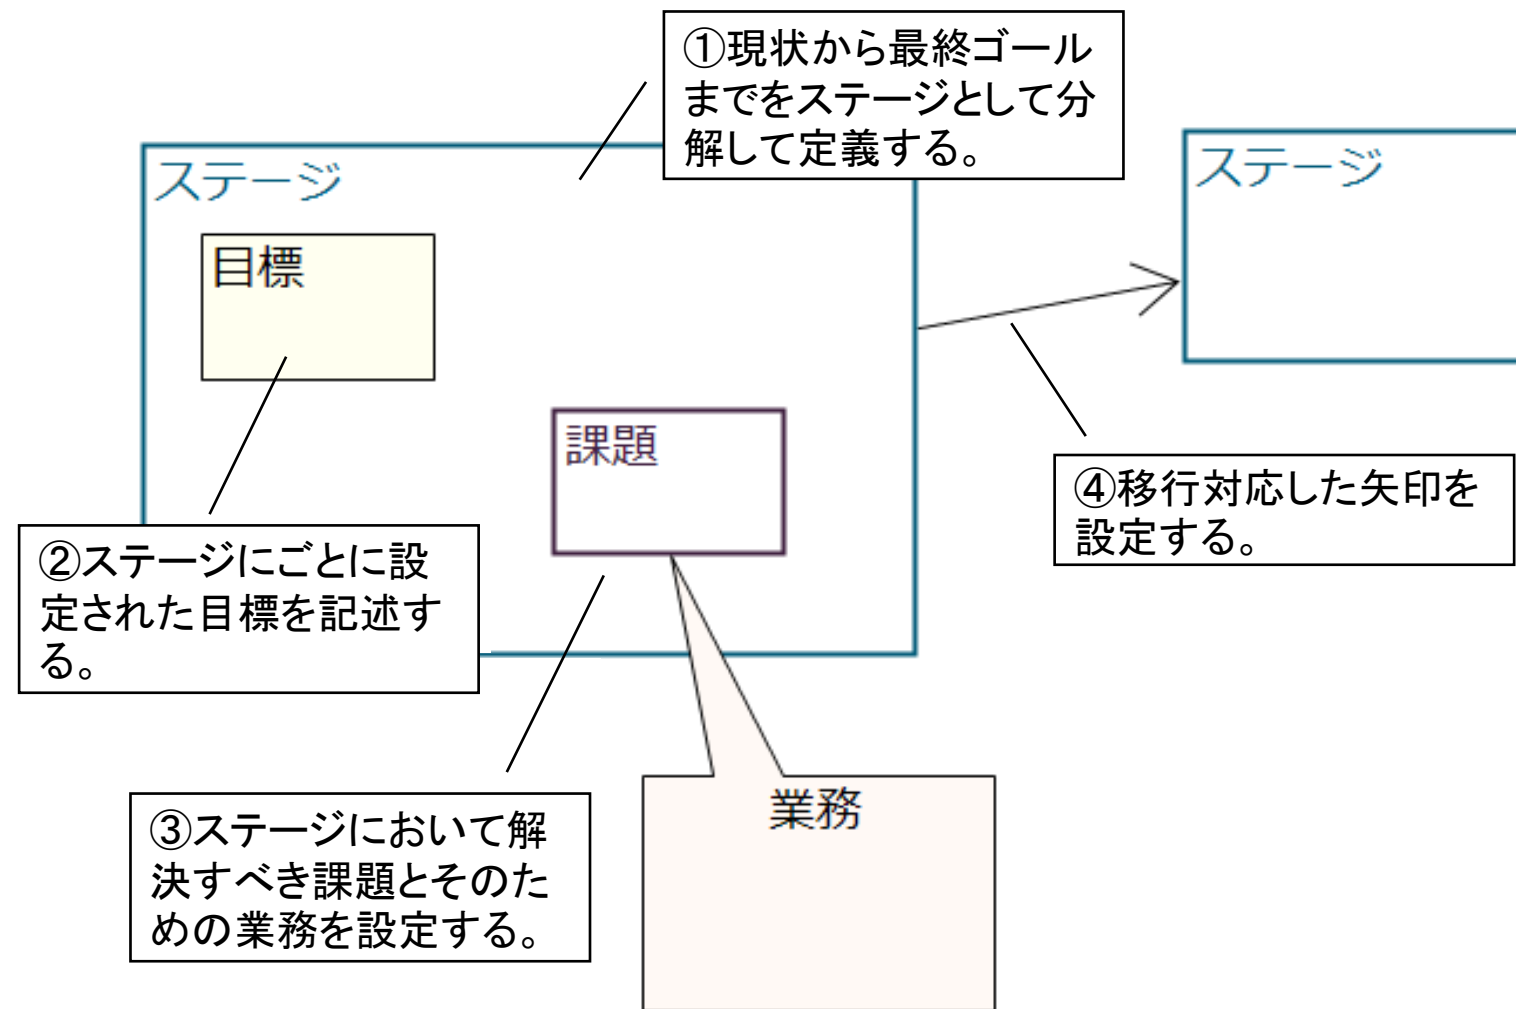 ①現状から最終ゴール
までをステージとして分
解して定義する。
ステージ
ステージ
目標
課題
④移行対応した矢印を
設定する。
②ステージにごとに設
定された目標を記述す
る。
業務
③ステージにおいて解
決すべき課題とそのた
めの業務を設定する。